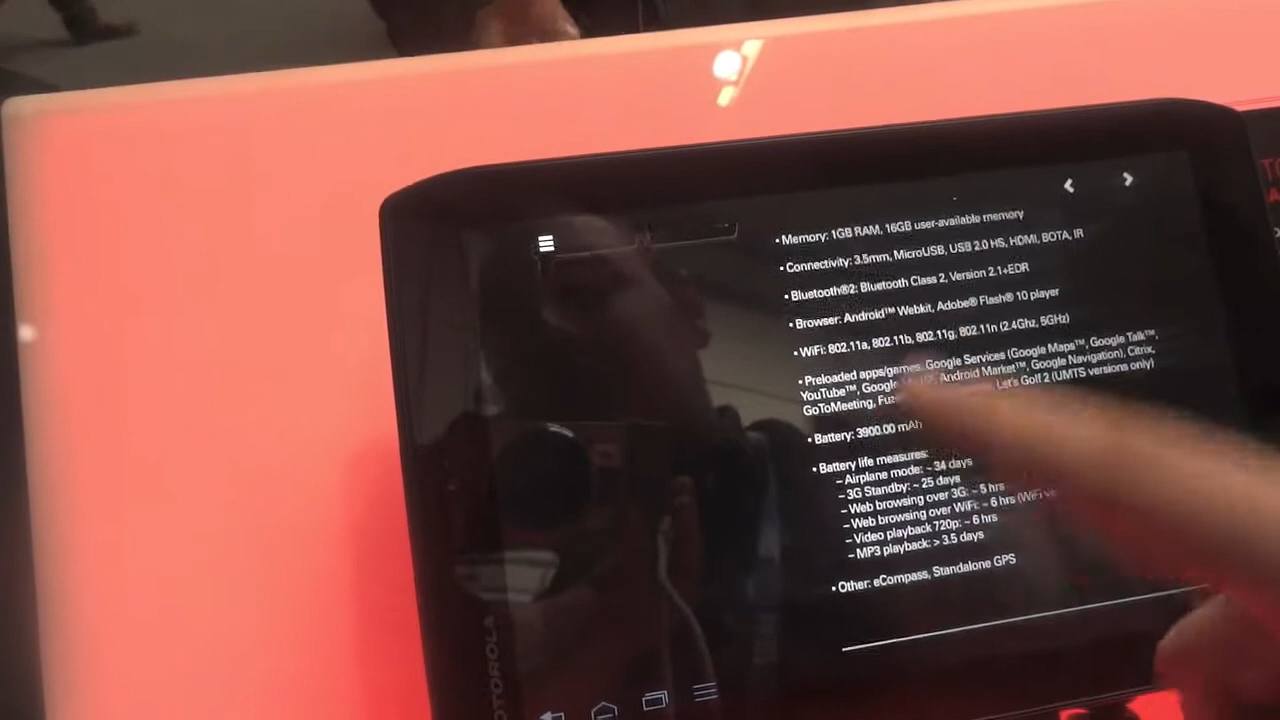 • Memory: 1GB RAM, 16GB user-available memory
• Connectivity: 3.5mm, MicroUSB, USB 2.0 HS, HDMI, BOTA, IR
• Bluetooth®2: Bluetooth Class 2, Version 2.1+EDR
• Browser: Android™ Webkit, Adobe® Flash® 10 player
• WiFi: 802.11a, 802.11b, 802.11g, 802.11n (2.4Ghz, 5GHz)
• Preloaded apps/games: Google Services (Google Maps™, Google Talk™,
YouTube™, Google Android Market™, Google Navigation), Citrix,
GoToMeeting, Let's Golf 2 (UMTS versions only)
• Battery: 3900.00 mAh
• Battery life measures:
– Airplane mode: ~ 34 days
– 3G Standby: ~ 25 days
– Web browsing over 3G: ~ 5 hrs
– Web browsing over WiFi: ~ 6 hrs (WiFi
– Video playback 720p: ~ 6 hrs
– MP3 playback: > 3.5 days
• Other: eCompass, Standalone GPS
MOTOROLA